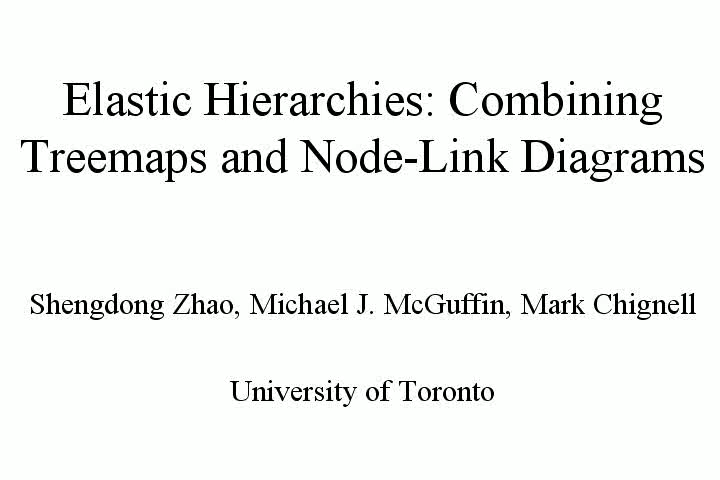 Elastic Hierarchies: Combining
Treemaps and Node-Link Diagrams
Shengdong Zhao, Michael J. McGuffin, Mark Chignell
University of Toronto